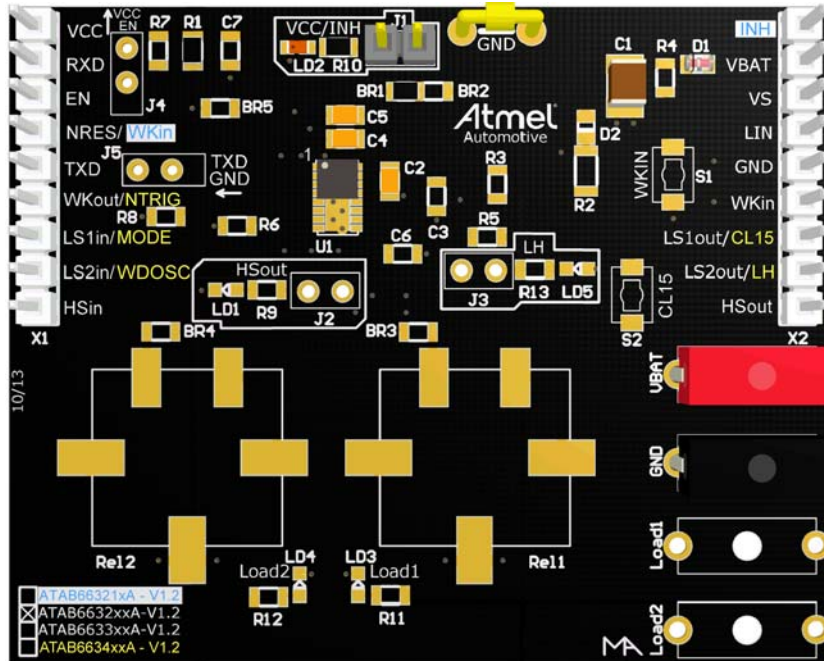 VCC
RXD
EN
NRES/ WKin
TXD
WKout/NTRIG
LS1in/MODE
LS2in/WDOSC
HSin
X1
VCC
EN
J4
R7
R1
C7
BR5
J5
TXD
GND
R8
R6
VCC/INH
J1
LD2
R10
GND
BR1
BR2
C5
C4
1
U1
C2
C3
C6
Atmel
Automotive
R3
R5
C1
R4
D1
D2
R2
WKIN
S1
CL15
S2
INH
VBAT
VS
LIN
GND
WKin
LS1out/CL15
LS2out/LH
HSout
X2
HSout
LD1
R9
J2
LH
J3
R13
LD5
BR4
BR3
10/13
Rel2
Rel1
Load2
LD4
R12
LD3
Load1
R11
VBAT
GND
Load1
Load2
ATAB66321xA - V1.2
ATAB6632xxA-V1.2
ATAB6633xxA-V1.2
ATAB6634xxA - V1.2
MA